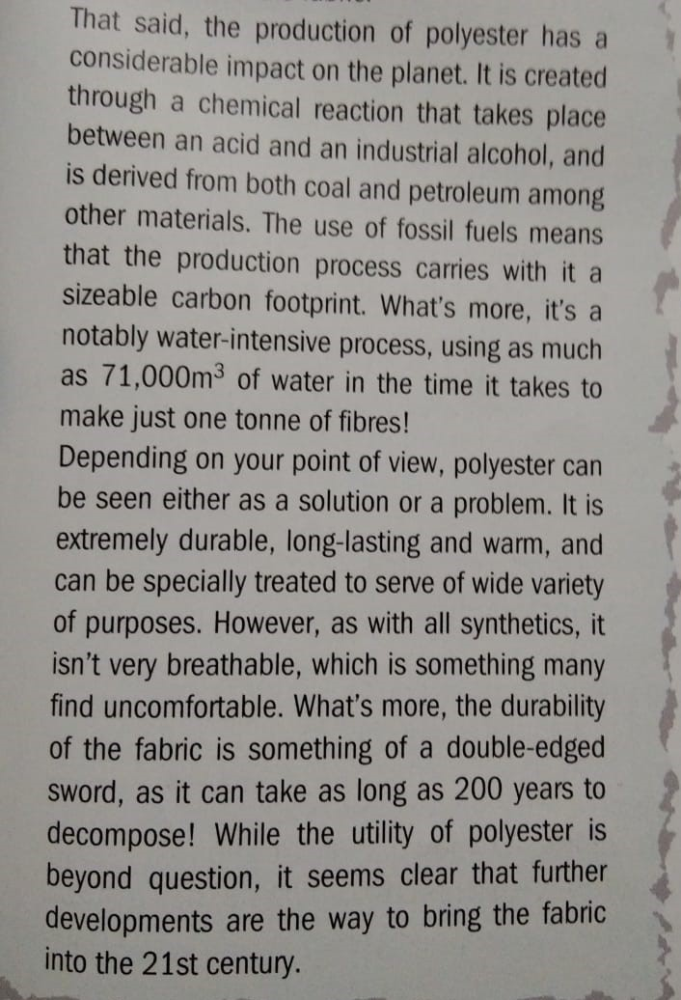 That said, the production of polyester has a
considerable impact on the planet. It is created
through a chemical reaction that takes place
between an acid and an industrial alcohol, and
is derived from both coal and petroleum among
other materials. The use of fossil fuels means
that the production process carries with it a
sizeable carbon footprint. What's more, it's a
notably water-intensive process, using as much
as 71,000m³ of water in the time it takes to
make just one tonne of fibres!
Depending on your point of view, polyester can
be seen either as a solution or a problem. It is
extremely durable, long-lasting and warm, and
can be specially treated to serve of wide variety
of purposes. However, as with all synthetics, it
isn't very breathable, which is something many
find uncomfortable. What's more, the durability
of the fabric is something of a double-edged
sword, as it can take as long as 200 years to
decompose! While the utility of polyester is
beyond question, it seems clear that further
developments are the way to bring the fabric
into the 21st century.